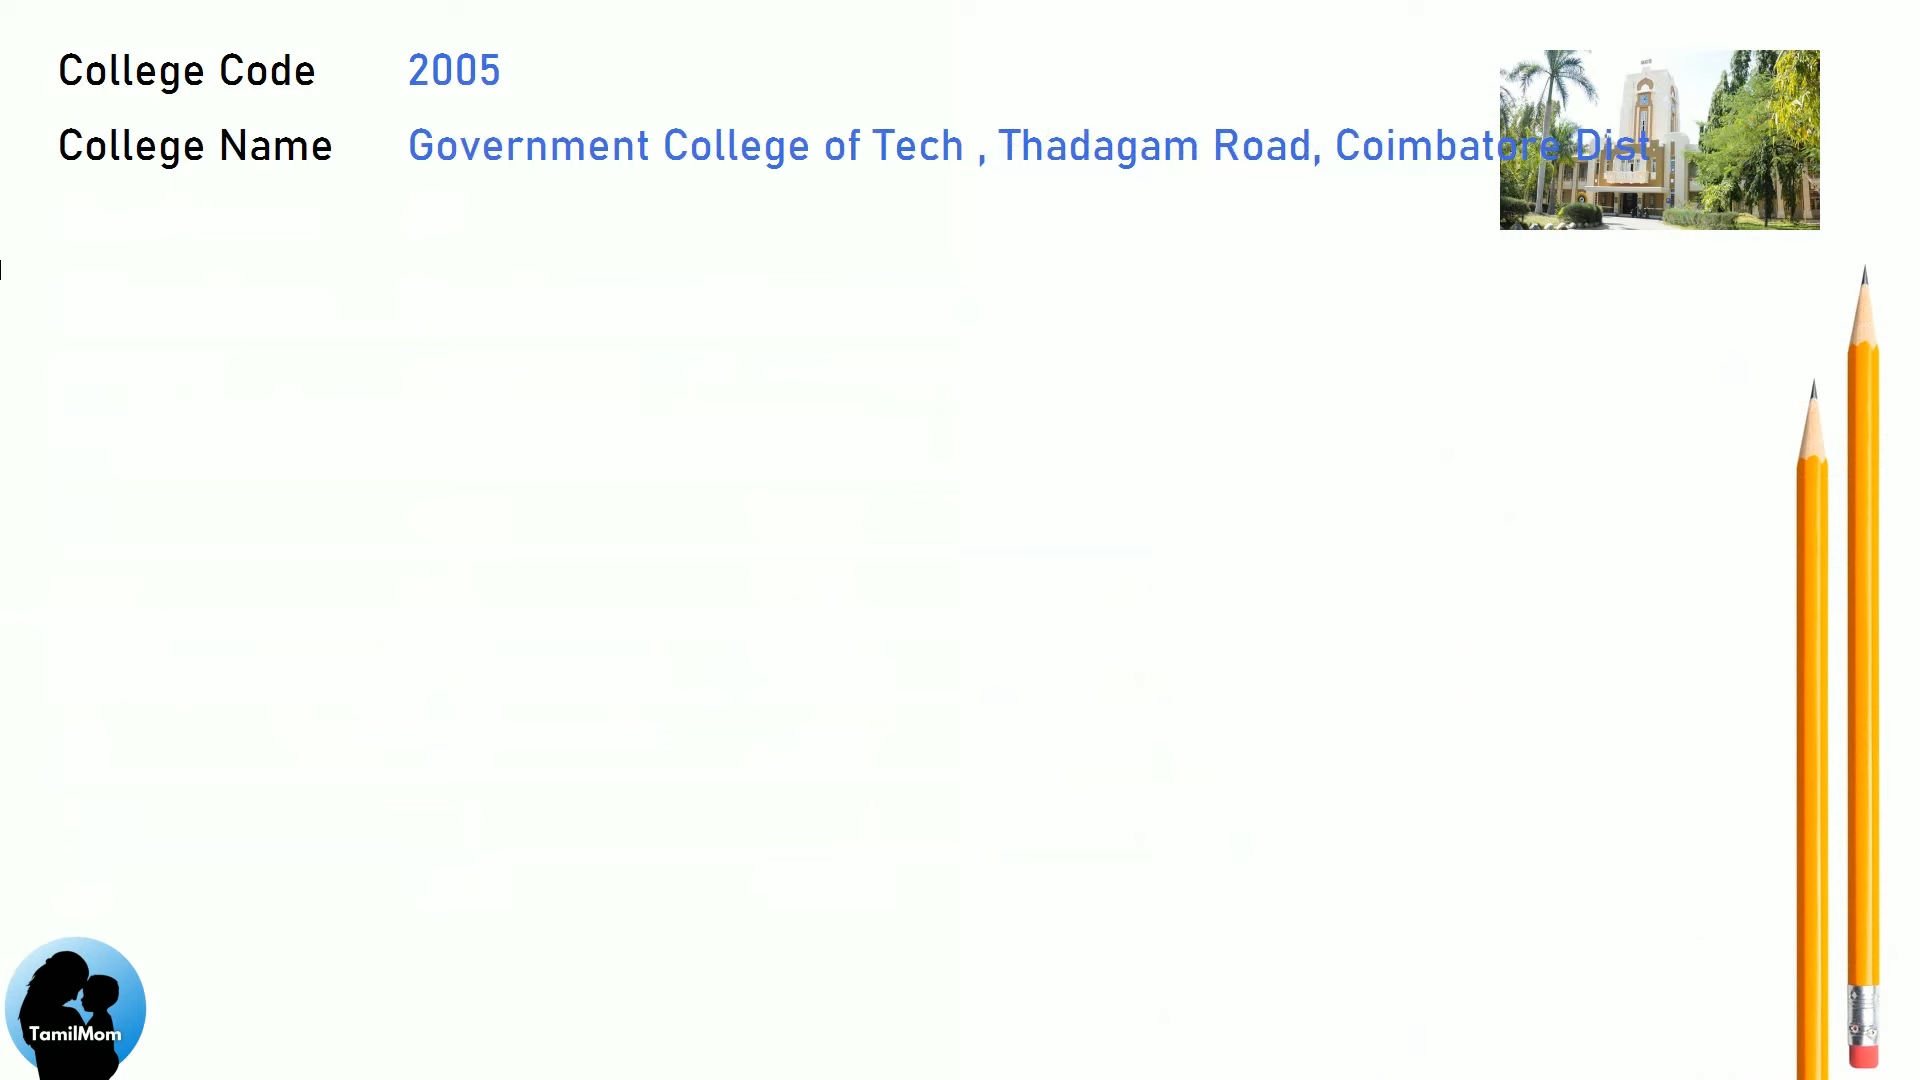 College Code 2005
College Name Government College of Tech , Thadagam Road, Coimbatore Dist
TamilMom